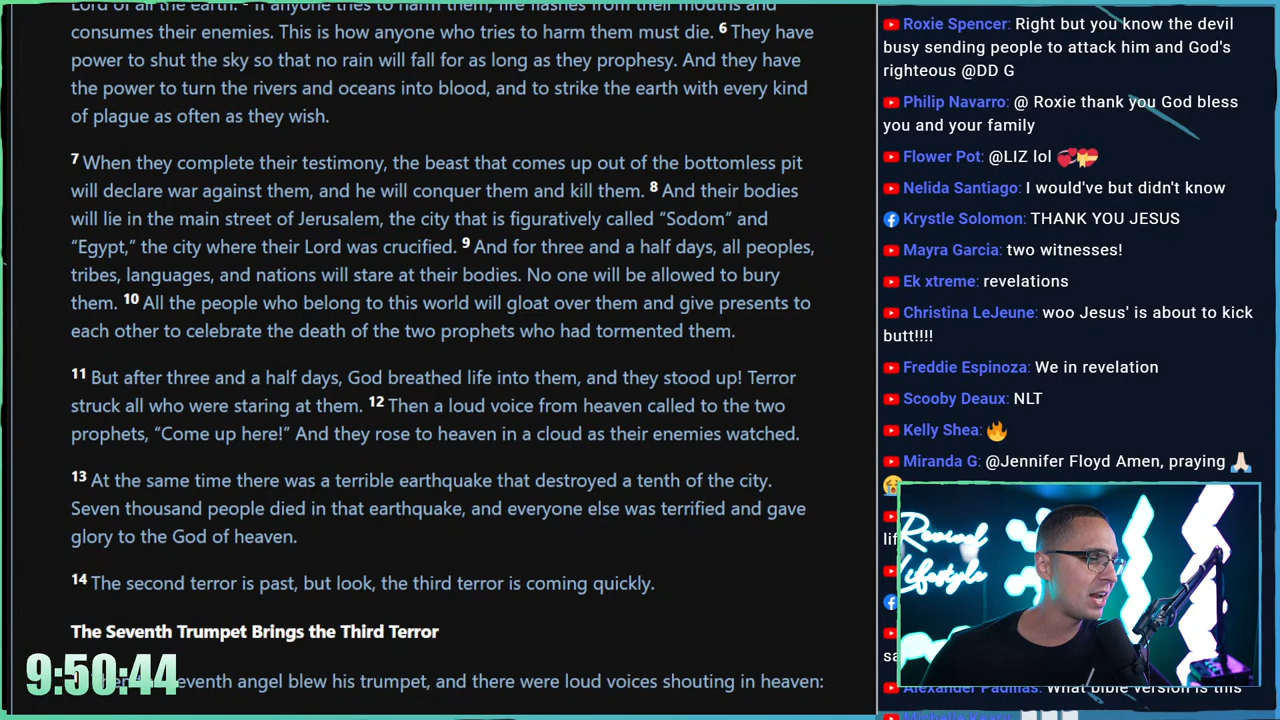 Lord of all the earth. 5 If anyone tries to harm them, fire flashes from their mouths and
consumes their enemies. This is how anyone who tries to harm them must die. 6 They have
power to shut the sky so that no rain will fall for as long as they prophesy. And they have
the power to turn the rivers and oceans into blood, and to strike the earth with every kind
of plague as often as they wish.
7 When they complete their testimony, the beast that comes up out of the bottomless pit
will declare war against them, and he will conquer them and kill them. 8 And their bodies
will lie in the main street of Jerusalem, the city that is figuratively called “Sodom” and
“Egypt,” the city where their Lord was crucified. 9 And for three and a half days, all peoples,
tribes, languages, and nations will stare at their bodies. No one will be allowed to bury
them. 10 All the people who belong to this world will gloat over them and give presents to
each other to celebrate the death of the two prophets who had tormented them.
11 But after three and a half days, God breathed life into them, and they stood up! Terror
struck all who were staring at them. 12 Then a loud voice from heaven called to the two
prophets, “Come up here!” And they rose to heaven in a cloud as their enemies watched.
13 At the same time there was a terrible earthquake that destroyed a tenth of the city.
Seven thousand people died in that earthquake, and everyone else was terrified and gave
glory to the God of heaven.
14 The second terror is past, but look, the third terror is coming quickly.
The Seventh Trumpet Brings the Third Terror
seventh angel blew his trumpet, and there were loud voices shouting in heaven:
9:50:44
Roxie Spencer: Right but you know the devil
busy sending people to attack him and God's
righteous @DD G
Philip Navarro: @ Roxie thank you God bless
you and your family
Flower Pot: @LIZ lol 💞💝
Nelida Santiago: I would've but didn't know
Krystle Solomon: THANK YOU JESUS
Mayra Garcia: two witnesses!
Ek xtreme: revelations
Christina LeJeune: woo Jesus' is about to kick
butt!!!!
Freddie Espinoza: We in revelation
Scooby Deaux: NLT
Kelly Shea: 🔥
Miranda G: @Jennifer Floyd Amen, praying 🙏🏻
😭
Revival
Lifestyle
Alexander Padillas: What bible version is this